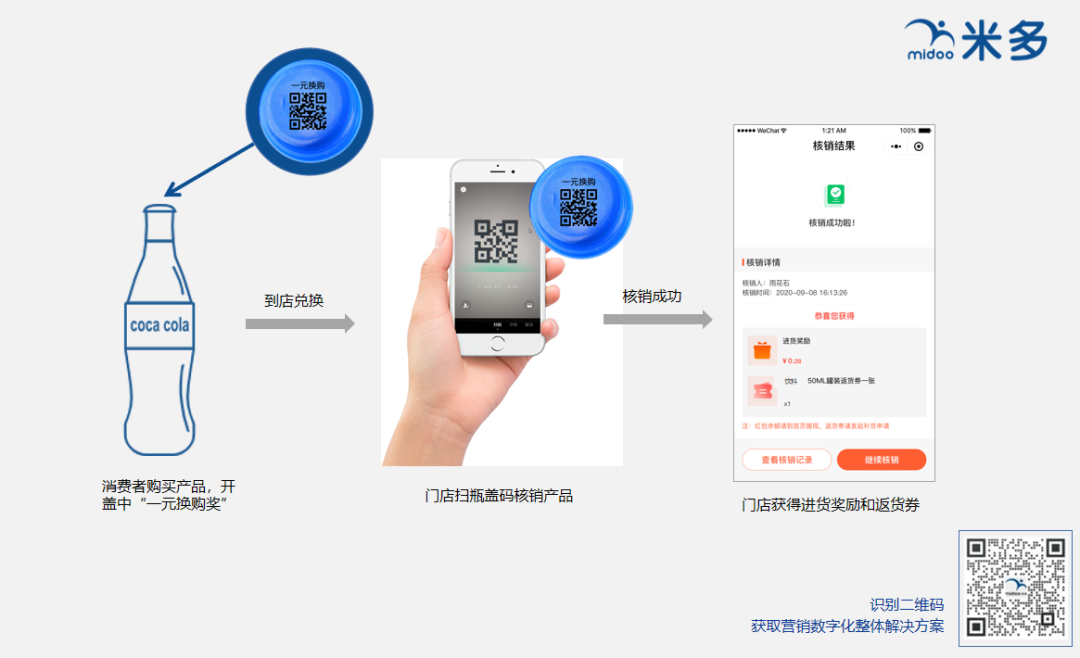 midoo 米多
一元换购
coca cola
到店兑换
消费者购买产品，开
盖中“一元换购奖”
一元换购
门店扫瓶盖码核销产品
核销成功
WeChat 1:21 AM 100%
核销结果
核销成功啦！
核销详情
核销人：雨花石
核销时间：2020-09-08 16:13:26
恭喜您获得
进货奖励
¥0.28
饮料 50ML罐装返货券一张
x1
注：红包余额请到首页提现，返货券请发起补货申请
查看核销记录 继续核销
门店获得进货奖励和返货券
识别二维码
获取营销数字化整体解决方案